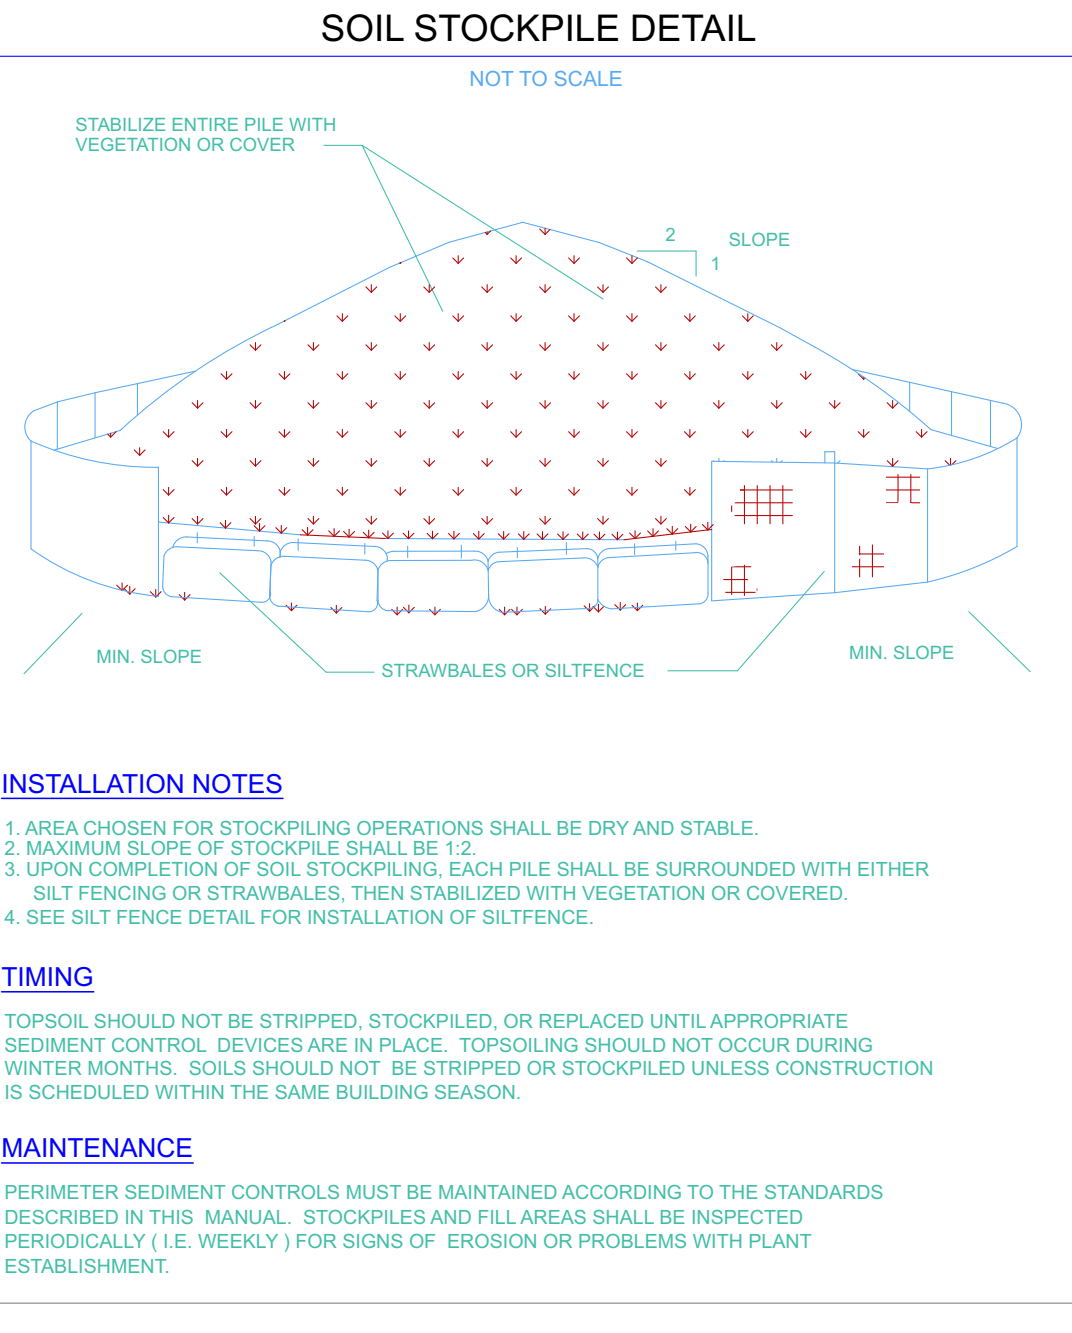 SOIL STOCKPILE DETAIL
NOT TO SCALE
STABILIZE ENTIRE PILE WITH
VEGETATION OR COVER
2
SLOPE
1
MIN. SLOPE
STRAWBALES OR SILTFENCE
MIN. SLOPE
INSTALLATION NOTES
1. AREA CHOSEN FOR STOCKPILING OPERATIONS SHALL BE DRY AND STABLE.
2. MAXIMUM SLOPE OF STOCKPILE SHALL BE 1:2.
3. UPON COMPLETION OF SOIL STOCKPILING, EACH PILE SHALL BE SURROUNDED WITH EITHER
SILT FENCING OR STRAWBALES, THEN STABILIZED WITH VEGETATION OR COVERED.
4. SEE SILT FENCE DETAIL FOR INSTALLATION OF SILTFENCE.
TIMING
TOPSOIL SHOULD NOT BE STRIPPED, STOCKPILED, OR REPLACED UNTIL APPROPRIATE
SEDIMENT CONTROL DEVICES ARE IN PLACE. TOPSOILING SHOULD NOT OCCUR DURING
WINTER MONTHS. SOILS SHOULD NOT BE STRIPPED OR STOCKPILED UNLESS CONSTRUCTION
IS SCHEDULED WITHIN THE SAME BUILDING SEASON.
MAINTENANCE
PERIMETER SEDIMENT CONTROLS MUST BE MAINTAINED ACCORDING TO THE STANDARDS
DESCRIBED IN THIS MANUAL. STOCKPILES AND FILL AREAS SHALL BE INSPECTED
PERIODICALLY ( I.E. WEEKLY ) FOR SIGNS OF EROSION OR PROBLEMS WITH PLANT
ESTABLISHMENT.